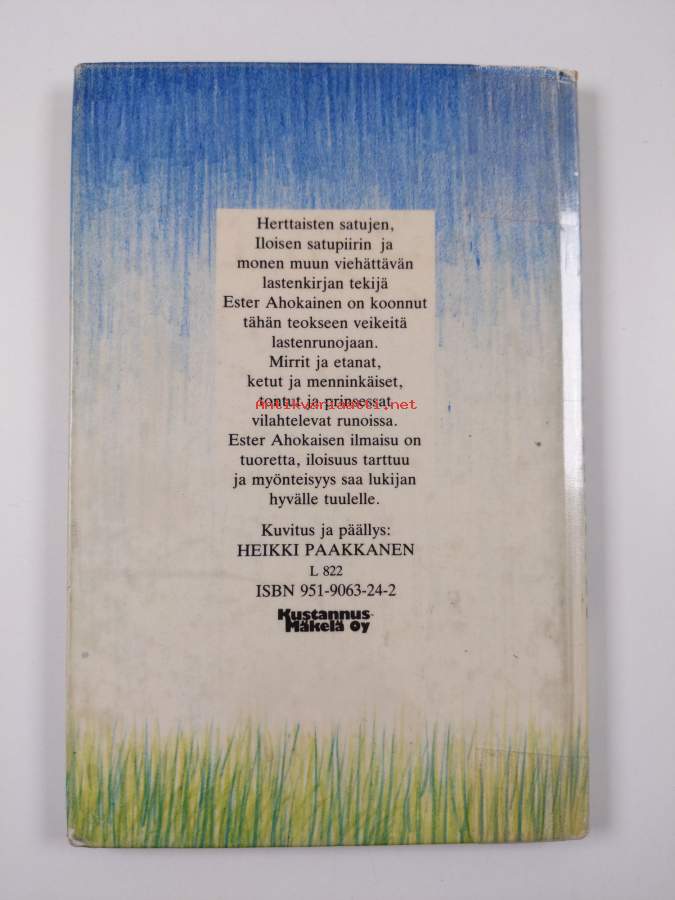 Herttaisten satujen,
Iloisen satupiirin ja
monen muun viehättävän
lastenkirjan tekijä
Ester Ahokainen on koonnut
tähän teokseen veikeitä
lastenrunojaan.
Mirrit ja etanat,
ketut ja menninkäiset,
tontut ja prinsessat
antikvariaatti.net
vilahtelevat runoissa.
Ester Ahokaisen ilmaisu on
tuoretta, iloisuus tarttuu
ja myönteisyys saa lukijan
hyvälle tuulelle.
Kuvitus ja päällys:
HEIKKI PAAKKANEN
L 822
ISBN 951-9063-24-2
Kustannus-
Mäkelä Oy